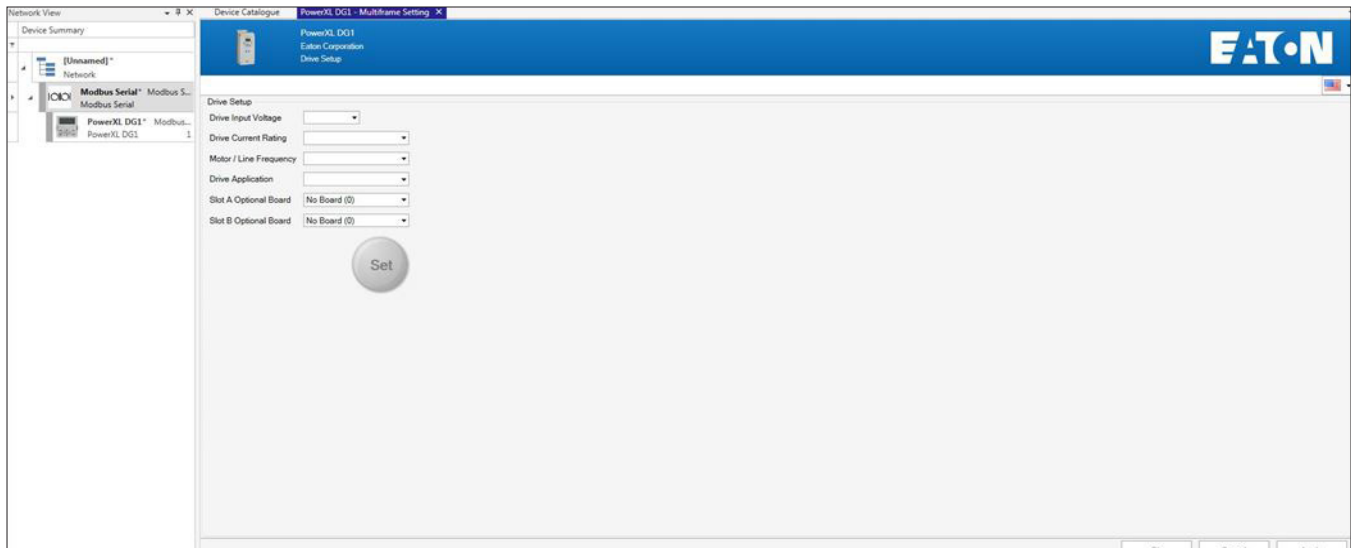 Network View
Device Summary
[Unnamed]*
Network
Modbus Serial* Modbus S...
Modbus Serial
PowerXL DG1* Modbus...
PowerXL DG1 1
Device Catalogue PowerXL DG1 - Multiframe Setting X
PowerXL DG1
Eaton Corporation
Drive Setup
EATON
Drive Setup
Drive Input Voltage
Drive Current Rating
Motor / Line Frequency
Drive Application
Slot A Optional Board No Board (0)
Slot B Optional Board No Board (0)
Set